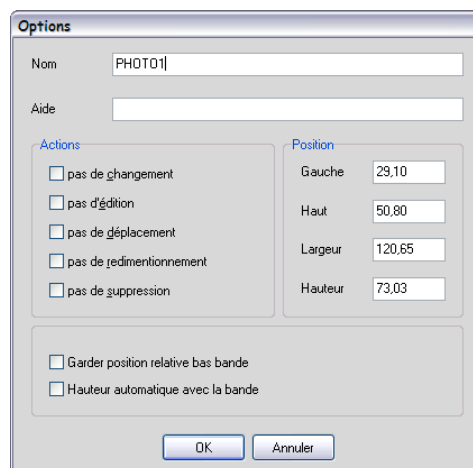 Options
Nom PHOTO1
Aide
Actions
pas de changement
pas d'édition
pas de déplacement
pas de redimentionnement
pas de suppression
Position
Gauche 29,10
Haut 50,80
Largeur 120,65
Hauteur 73,03
Garder position relative bas bande
Hauteur automatique avec la bande
OK Annuler